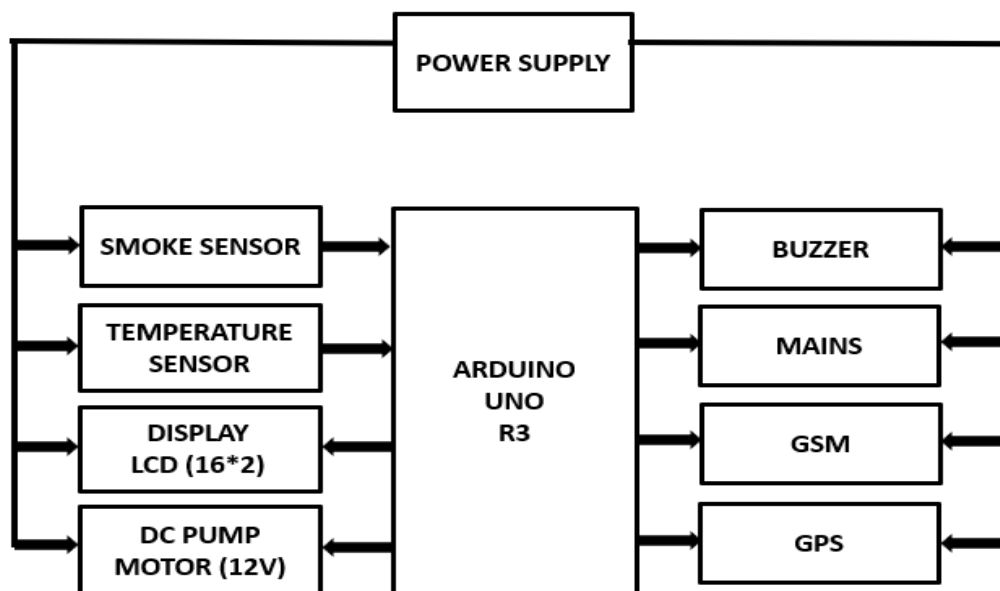 POWER SUPPLY
SMOKE SENSOR
TEMPERATURE
SENSOR
DISPLAY
LCD (16*2)
DC PUMP
MOTOR (12V)
ARDUINO
UNO
R3
BUZZER
MAINS
GSM
GPS